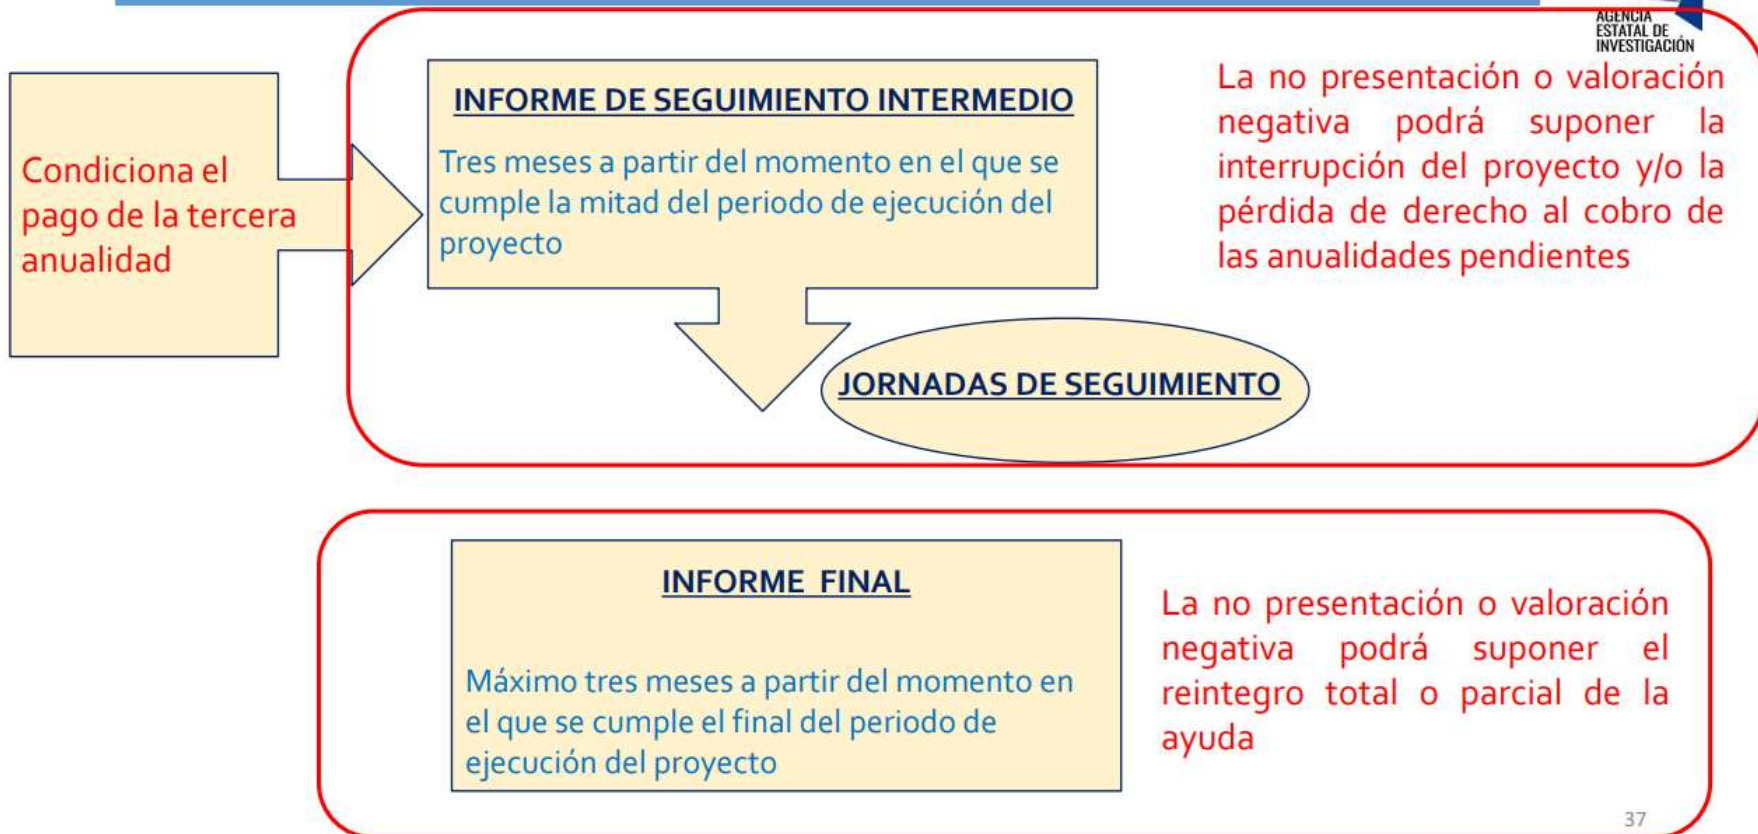 AGENCIA
ESTATAL DE
INVESTIGACIÓN
Condiciona el
pago de la tercera
anualidad
INFORME DE SEGUIMIENTO INTERMEDIO
Tres meses a partir del momento en el que se
cumple la mitad del periodo de ejecución del
proyecto
La no presentación o valoración
negativa podrá suponer la
interrupción del proyecto y/o la
pérdida de derecho al cobro de
las anualidades pendientes
JORNADAS DE SEGUIMIENTO
INFORME FINAL
Máximo tres meses a partir del momento en
el que se cumple el final del periodo de
ejecución del proyecto
La no presentación o valoración
negativa podrá suponer el
reintegro total o parcial de la
ayuda
37